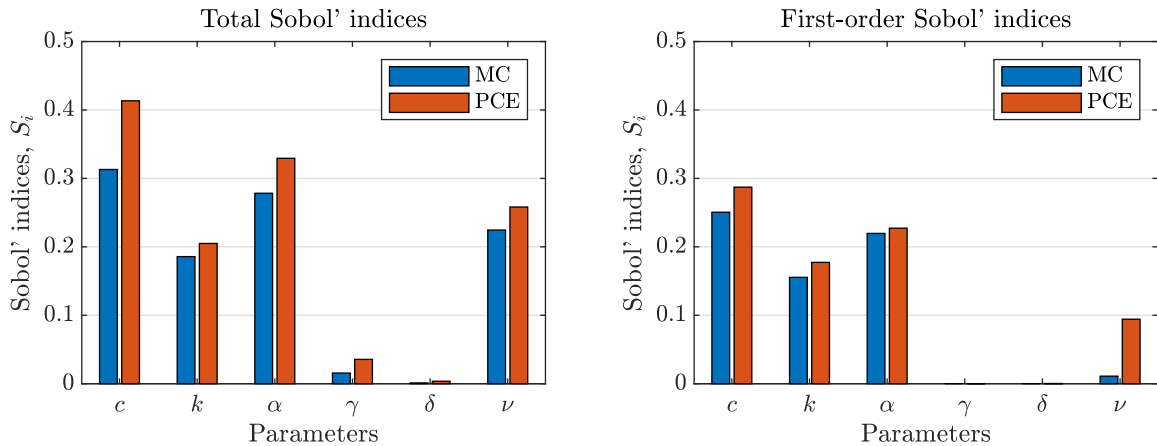 Total Sobol' indices
Sobol' indices, S_i
0.5
0.4
0.3
0.2
0.1
0
MC
PCE
c k α γ δ ν
Parameters
First-order Sobol' indices
Sobol' indices, S_i
0.5
0.4
0.3
0.2
0.1
0
MC
PCE
c k α γ δ ν
Parameters